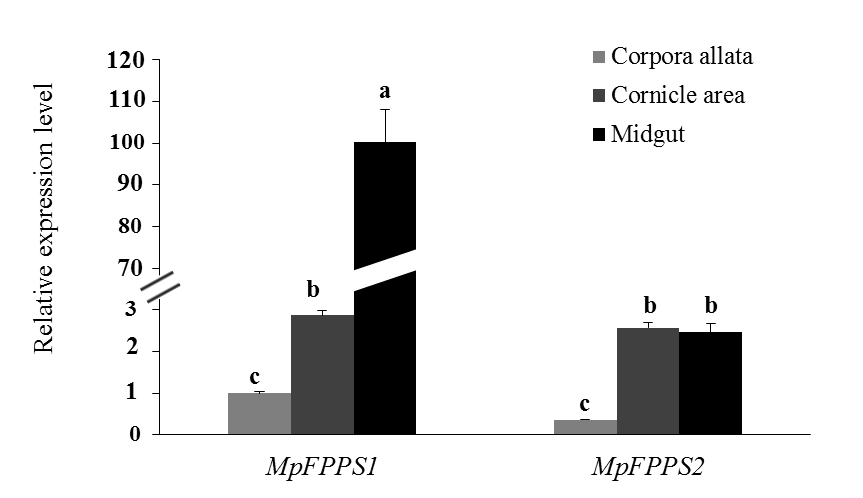 Relative expression level
120
110
100
90
80
70
3
2
1
0
Corpora allata
Cornicle area
Midgut
c
b
a
c
b
b
MpFPPS1
MpFPPS2